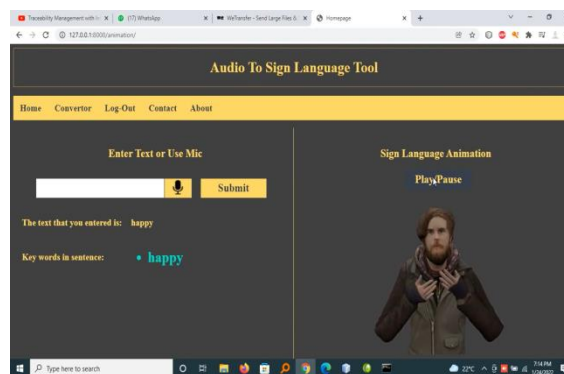 Traceability Management with
(17) WhatsApp
WeTransfer - Send Large Files &
Homepage
127.0.0.1:8000/animation/
Audio To Sign Language Tool
Home Convertor Log-Out Contact About
Enter Text or Use Mic
Submit
The text that you entered is: happy
Key words in sentence:
• happy
Sign Language Animation
Play/Pause
Type here to search
22°C
7:14 PM
1/24/2022